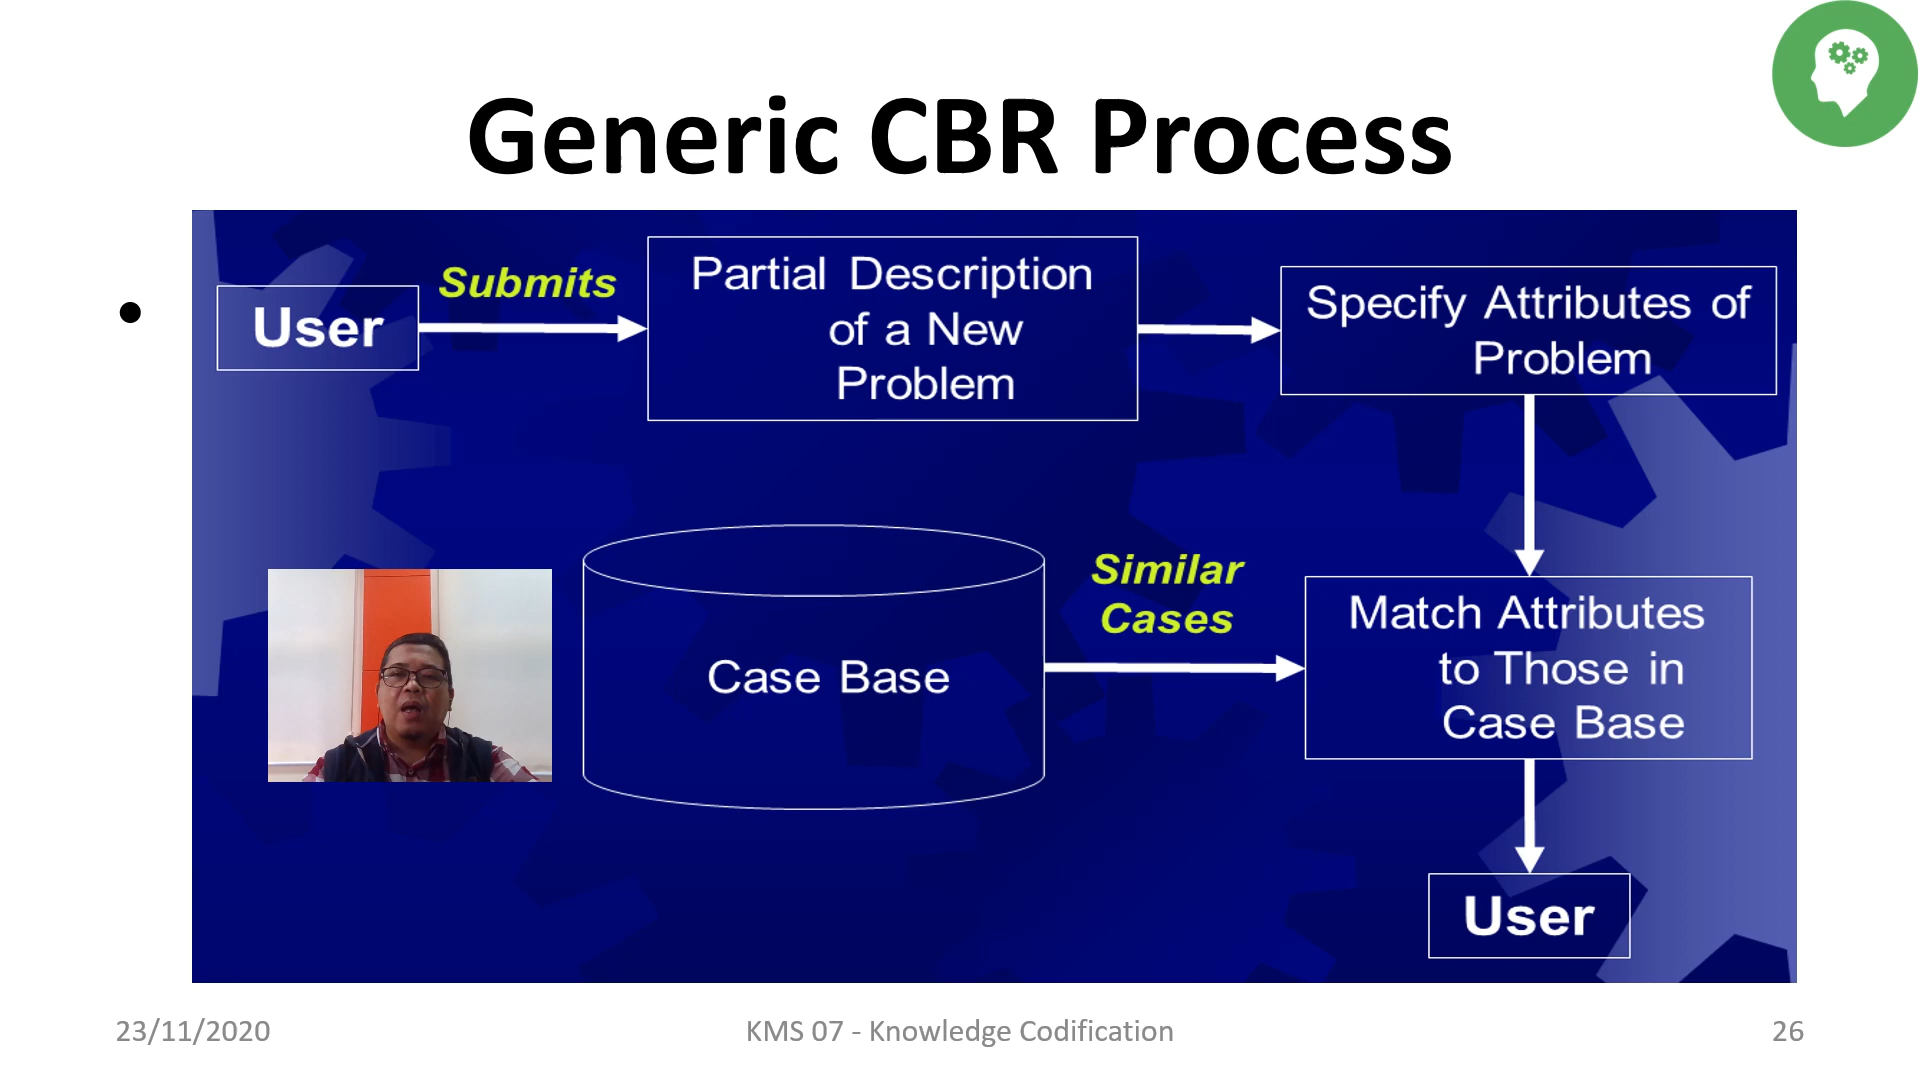 Generic CBR Process
•
User
Submits
Partial Description
of a New
Problem
Specify Attributes of
Problem
Case Base
Similar
Cases
Match Attributes
to Those in
Case Base
User
23/11/2020
KMS 07 - Knowledge Codification
26